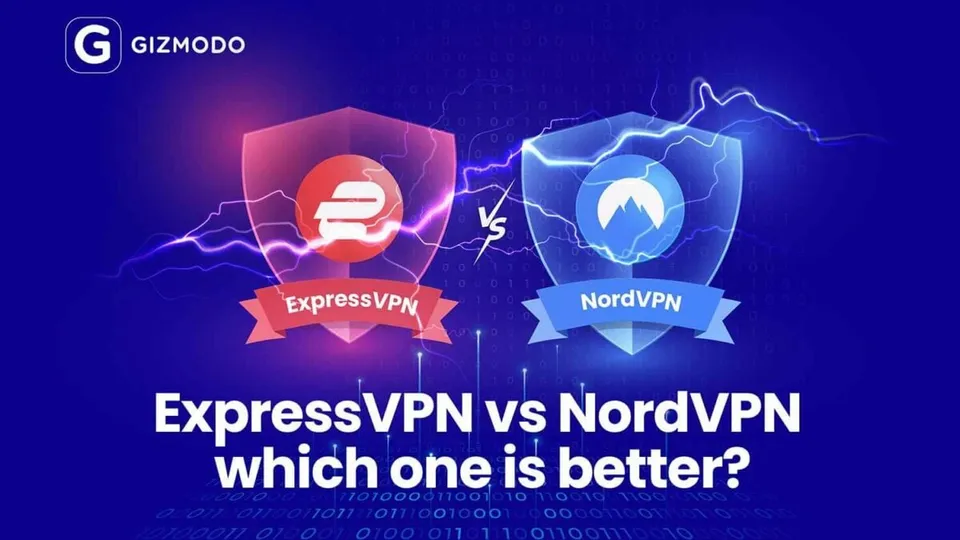 GIZMODO
VS
ExpressVPN
NordVPN
ExpressVPN vs NordVPN
which one is better?